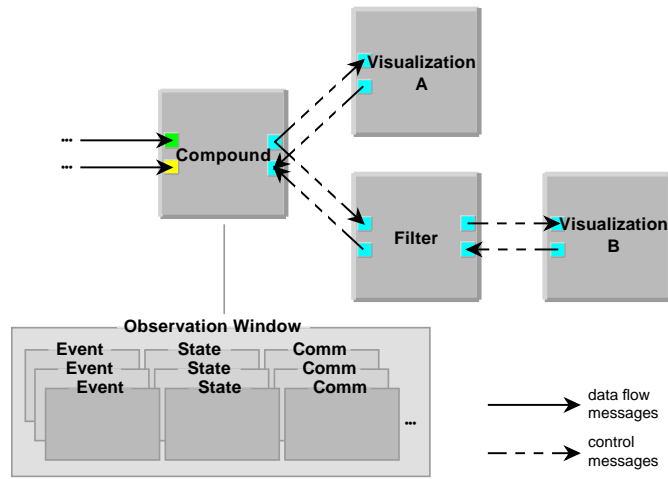 Visualization
A
...
...
Compound
Filter
Visualization
B
Observation Window
Event State Comm
Event State Comm
Event State Comm
...
data flow
messages
control
messages